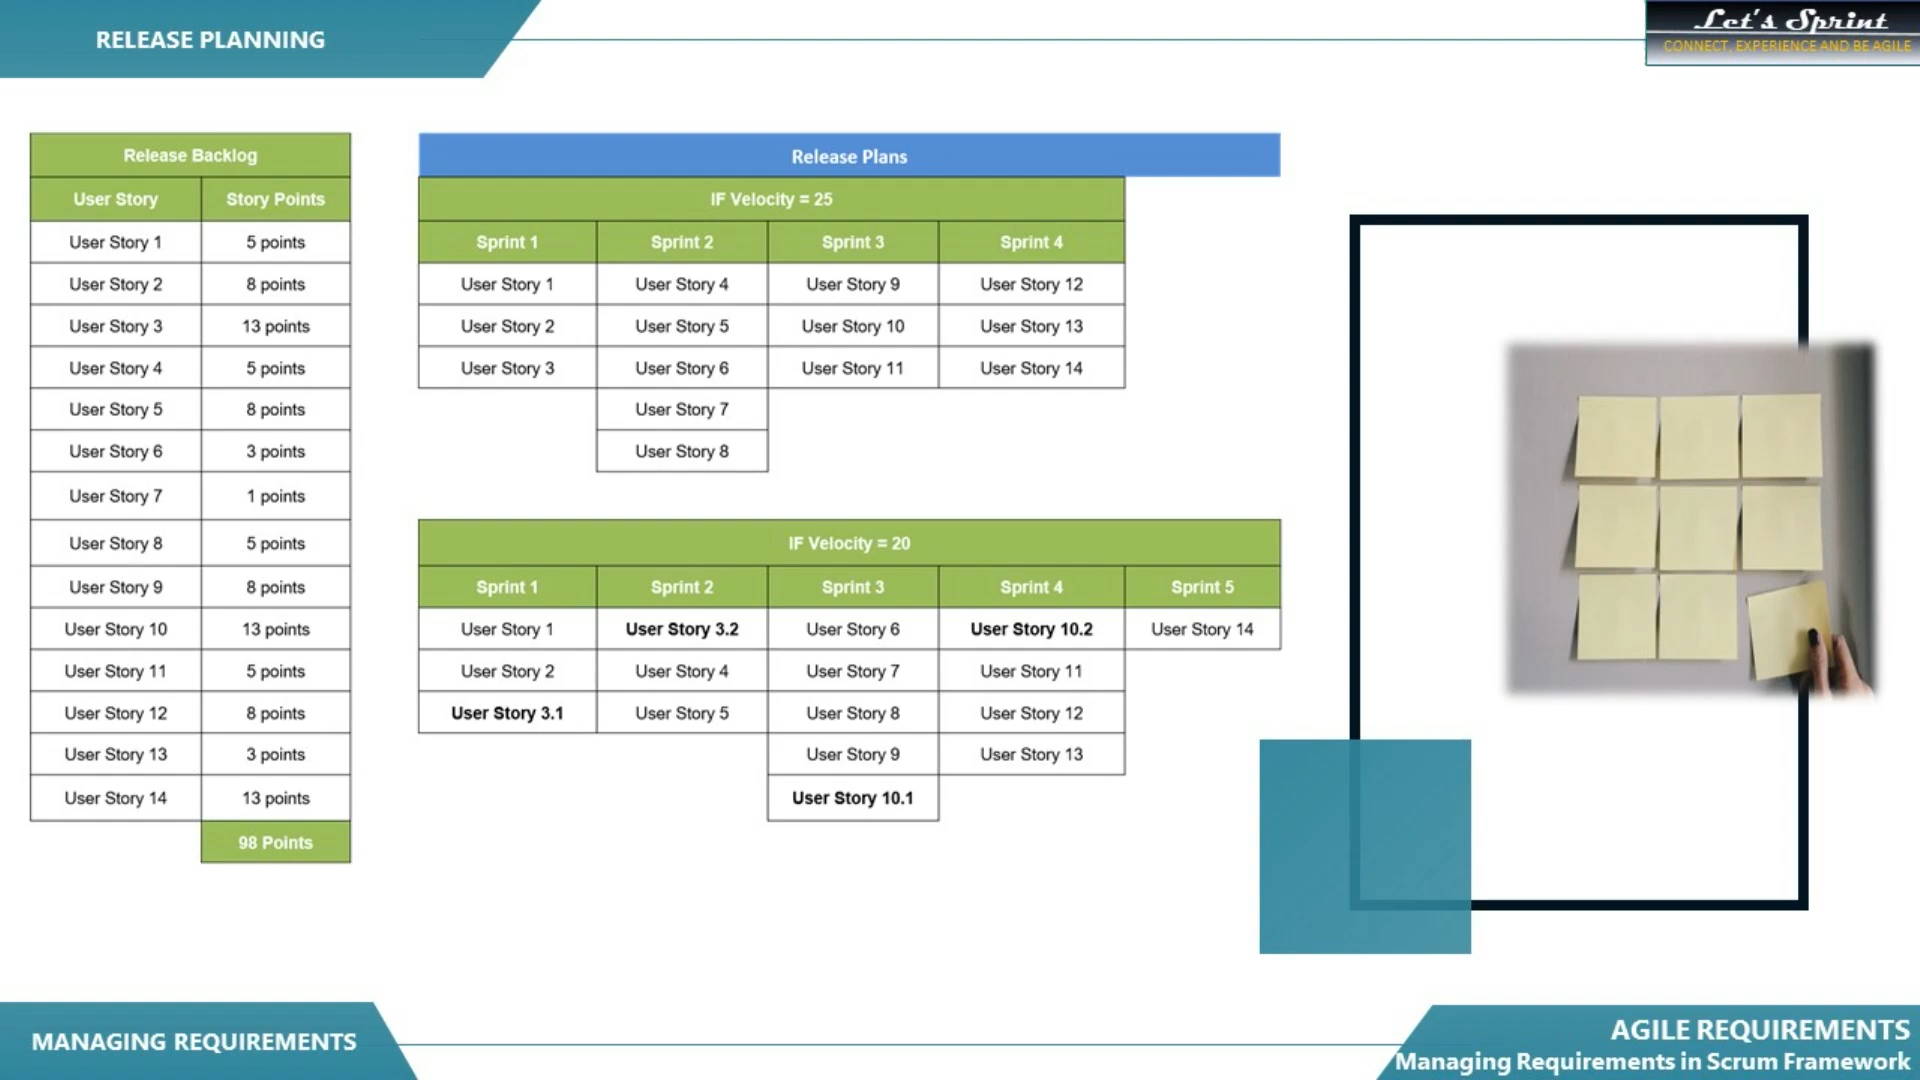 RELEASE PLANNING
Let's Sprint
CONNECT, EXPERIENCE AND BE AGILE
Release Backlog
User Story Story Points
User Story 1 5 points
User Story 2 8 points
User Story 3 13 points
User Story 4 5 points
User Story 5 8 points
User Story 6 3 points
User Story 7 1 points
User Story 8 5 points
User Story 9 8 points
User Story 10 13 points
User Story 11 5 points
User Story 12 8 points
User Story 13 3 points
User Story 14 13 points
98 Points
Release Plans
IF Velocity = 25
Sprint 1 Sprint 2 Sprint 3 Sprint 4
User Story 1 User Story 4 User Story 9 User Story 12
User Story 2 User Story 5 User Story 10 User Story 13
User Story 3 User Story 6 User Story 11 User Story 14
User Story 7
User Story 8
IF Velocity = 20
Sprint 1 Sprint 2 Sprint 3 Sprint 4 Sprint 5
User Story 1 User Story 3.2 User Story 6 User Story 10.2 User Story 14
User Story 2 User Story 4 User Story 7 User Story 11
User Story 3.1 User Story 5 User Story 8 User Story 12
User Story 9 User Story 13
User Story 10.1
MANAGING REQUIREMENTS
AGILE REQUIREMENTS
Managing Requirements in Scrum Framework